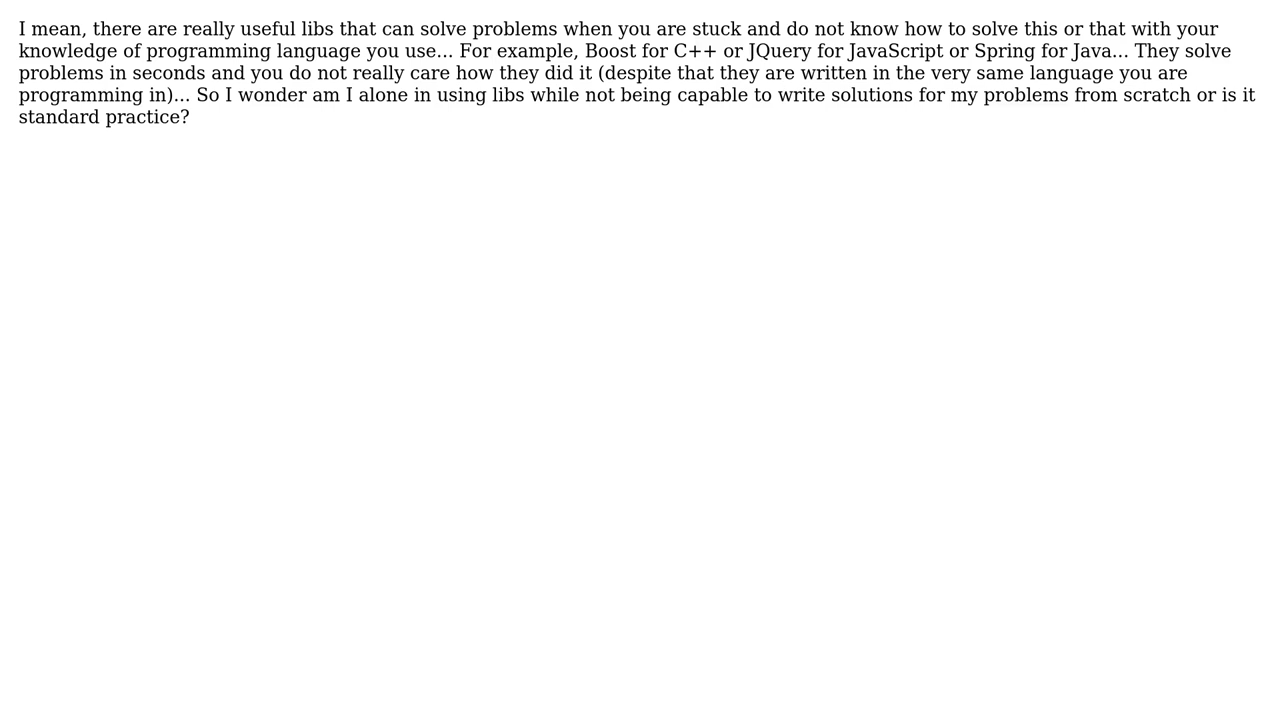 I mean, there are really useful libs that can solve problems when you are stuck and do not know how to solve this or that with your
knowledge of programming language you use... For example, Boost for C++ or JQuery for JavaScript or Spring for Java... They solve
problems in seconds and you do not really care how they did it (despite that they are written in the very same language you are
programming in)... So I wonder am I alone in using libs while not being capable to write solutions for my problems from scratch or is it
standard practice?